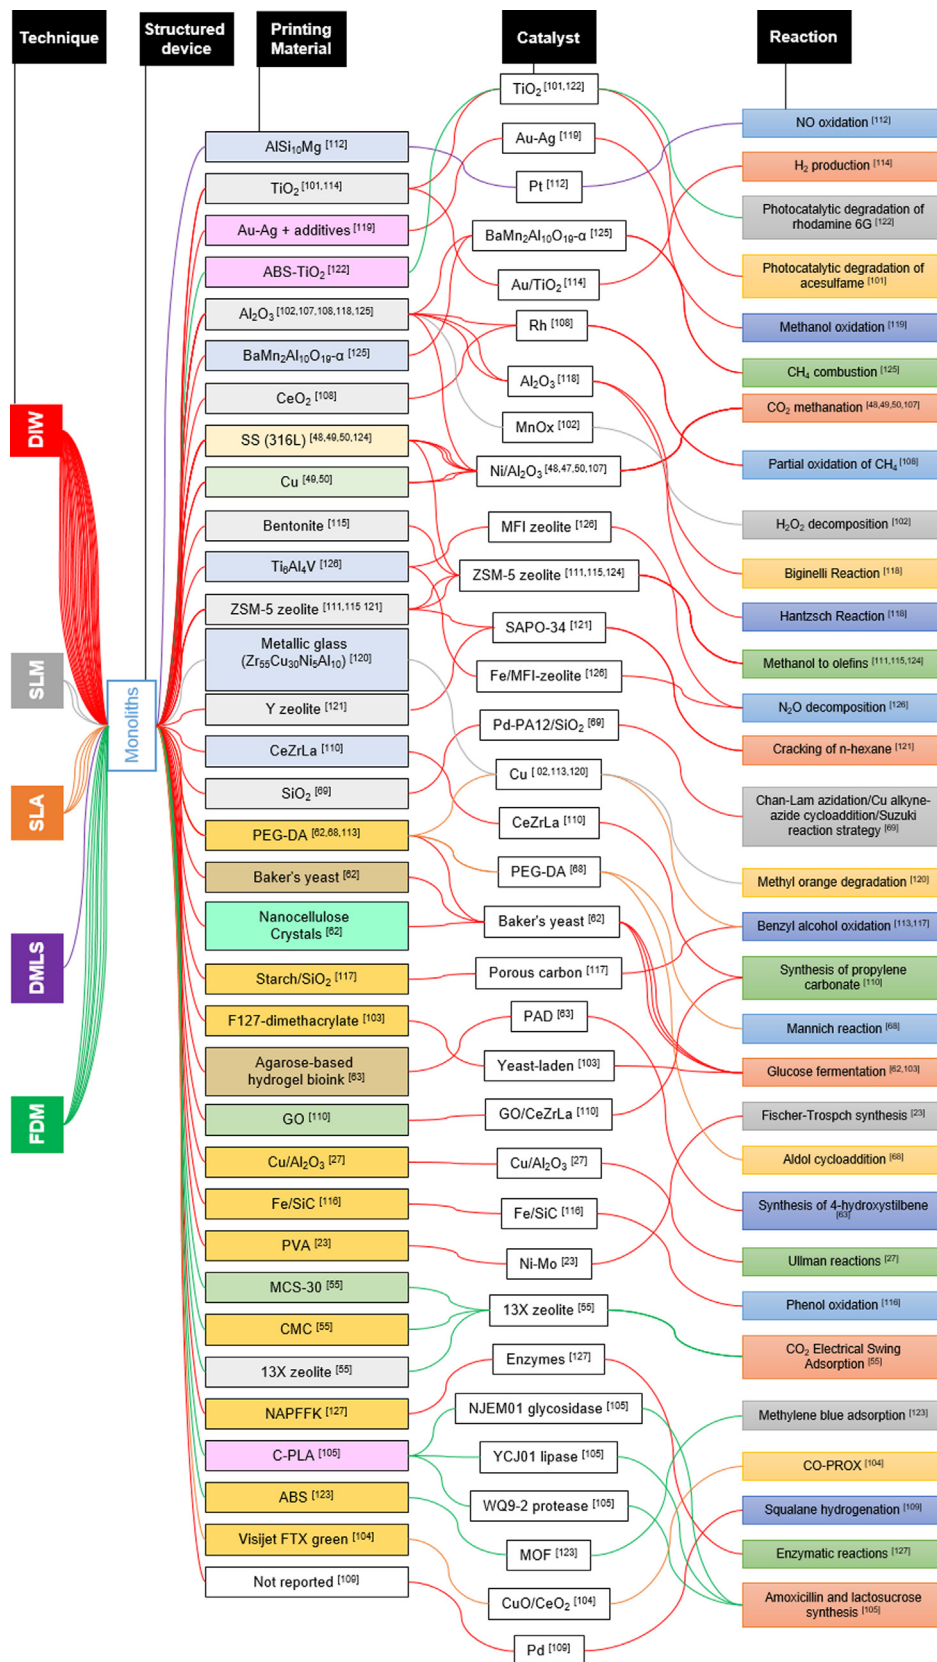 Technique
Structured
device
Printing
Material
Catalyst
Reaction
DIW
SLM
SLA
DMLS
FDM
Monoliths
AlSi₁₀Mg [112]
TiO₂ [101,114]
Au-Ag + additives [119]
ABS-TiO₂ [122]
Al₂O₃ [102,107,108,118,125]
BaMn₂Al₁₀O₁₉-α [125]
CeO₂ [108]
SS (316L) [48,49,50,124]
Cu [49,50]
Bentonite [115]
Ti₆Al₄V [126]
ZSM-5 zeolite [111,115 121]
Metallic glass
(Zr₅₅Cu₃₀Ni₅Al₁₀) [120]
Y zeolite [121]
CeZrLa [110]
SiO₂ [69]
PEG-DA [62,68,113]
Baker's yeast [62]
Nanocellulose
Crystals [62]
Starch/SiO₂ [117]
F127-dimethacrylate [103]
Agarose-based
hydrogel bioink [63]
GO [110]
Cu/Al₂O₃ [27]
Fe/SiC [116]
PVA [23]
MCS-30 [55]
CMC [55]
13X zeolite [55]
NAPFFK [127]
C-PLA [105]
ABS [123]
Visijet FTX green [104]
Not reported [109]
TiO₂ [101,122]
Au-Ag [119]
Pt [112]
BaMn₂Al₁₀O₁₉-α [125]
Au/TiO₂ [114]
Rh [108]
Al₂O₃ [118]
MnOx [102]
Ni/Al₂O₃ [48,47,50,107]
MFI zeolite [126]
ZSM-5 zeolite [111,115,124]
SAPO-34 [121]
Fe/MFI-zeolite [126]
Pd-PA12/SiO₂ [69]
Cu [ 02,113,120]
CeZrLa [110]
PEG-DA [68]
Baker's yeast [62]
Porous carbon [117]
PAD [63]
Yeast-laden [103]
GO/CeZrLa [110]
Cu/Al₂O₃ [27]
Fe/SiC [116]
Ni-Mo [23]
13X zeolite [55]
Enzymes [127]
NJEM01 glycosidase [105]
YCJ01 lipase [105]
WQ9-2 protease [105]
MOF [123]
CuO/CeO₂ [104]
Pd [109]
NO oxidation [112]
H₂ production [114]
Photocatalytic degradation of
rhodamine 6G [122]
Photocatalytic degradation of
acesulfame [101]
Methanol oxidation [119]
CH₄ combustion [125]
CO₂ methanation [48,49,50,107]
Partial oxidation of CH₄ [108]
H₂O₂ decomposition [102]
Biginelli Reaction [118]
Hantzsch Reaction [118]
Methanol to olefins [111,115,124]
N₂O decomposition [126]
Cracking of n-hexane [121]
Chan-Lam azidation/Cu alkyne-
azide cycloaddition/Suzuki
reaction strategy [69]
Methyl orange degradation [120]
Benzyl alcohol oxidation [113,117]
Synthesis of propylene
carbonate [110]
Mannich reaction [68]
Glucose fermentation [62,103]
Fischer-Trospch synthesis [23]
Aldol cycloaddition [68]
Synthesis of 4-hydroxystilbene
[63]
Ullman reactions [27]
Phenol oxidation [116]
CO₂ Electrical Swing
Adsorption [55]
Methylene blue adsorption [123]
CO-PROX [104]
Squalane hydrogenation [109]
Enzymatic reactions [127]
Amoxicillin and lactosucrose
synthesis [105]